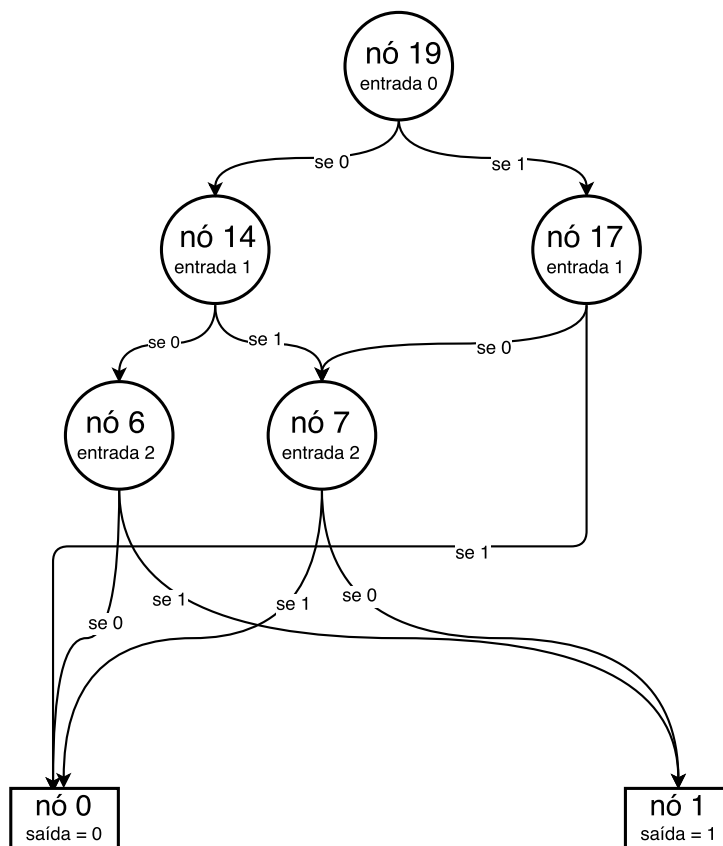 nó 19
entrada 0
se 0
se 1
nó 14
entrada 1
nó 17
entrada 1
se 0
se 1
se 0
nó 6
entrada 2
nó 7
entrada 2
se 1
se 1
se 1
se 0
se 0
nó 0
saída = 0
nó 1
saída = 1